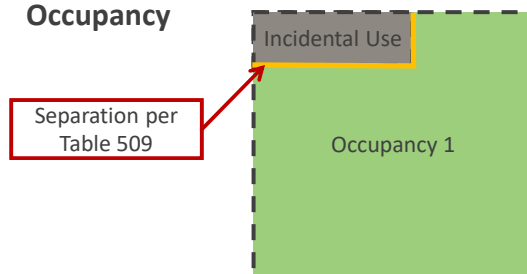 Occupancy
Incidental Use
Separation per
Table 509
Occupancy 1